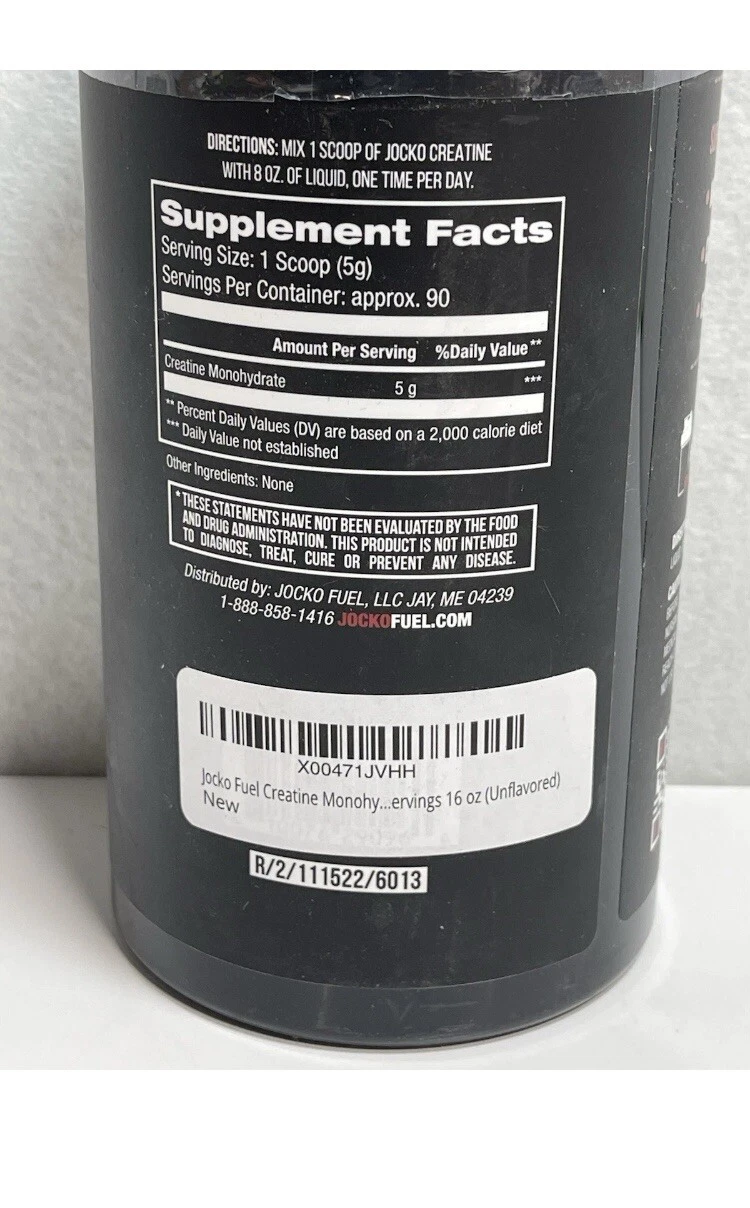 DIRECTIONS: MIX 1 SCOOP OF JOCKO CREATINE
WITH 8 OZ. OF LIQUID, ONE TIME PER DAY.
Supplement Facts
Serving Size: 1 Scoop (5g)
Servings Per Container: approx. 90
Amount Per Serving %Daily Value**
Creatine Monohydrate 5 g ***
** Percent Daily Values (DV) are based on a 2,000 calorie diet
*** Daily Value not established
Other Ingredients: None
*THESE STATEMENTS HAVE NOT BEEN EVALUATED BY THE FOOD
AND DRUG ADMINISTRATION. THIS PRODUCT IS NOT INTENDED
TO DIAGNOSE, TREAT, CURE OR PREVENT ANY DISEASE.
Distributed by: JOCKO FUEL, LLC JAY, ME 04239
1-888-858-1416 JOCKOFUEL.COM
X00471JVHH
Jocko Fuel Creatine Monohy...ervings 16 oz (Unflavored)
New
R/2/111522/6013